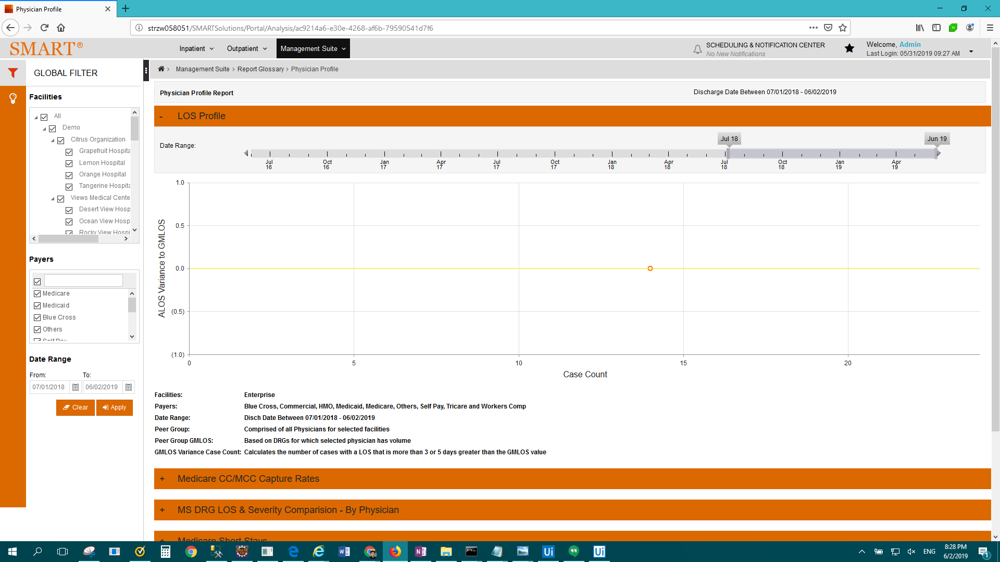 Physician Profile
strzw058051/SMARTSolutions/Portal/Analysis/ac9214a6-e30e-4268-af6b-79590541d7f6
SMART®
Inpatient
Outpatient
Management Suite
SCHEDULING & NOTIFICATION CENTER
No New Notifications
Welcome, Admin
Last Login: 05/31/2019 09:27 AM
GLOBAL FILTER
Management Suite > Report Glossary > Physician Profile
Physician Profile Report
Discharge Date Between 07/01/2018 - 06/02/2019
Facilities
All
Demo
Citrus Organization
Grapefruit Hospita
Lemon Hospital
Orange Hospital
Tangerine Hospita
Views Medical Cente
Desert View Hosp
Ocean View Hosp
Rocky View Hospi
- LOS Profile
Date Range:
Jul 18
Jun 19
Jul 16
Oct 16
Jan 17
Apr 17
Jul 17
Oct 17
Jan 18
Apr 18
Jul 18
Oct 18
Jan 19
Apr 19
1.0
0.5
0.0
(0.5)
(1.0)
ALOS Variance to GMLOS
0
5
10
15
20
Case Count
Payers
Medicare
Medicaid
Blue Cross
Others
Self Pay
Date Range
From:
To:
07/01/2018
06/02/2019
Clear
Apply
Facilities: Enterprise
Payers: Blue Cross, Commercial, HMO, Medicaid, Medicare, Others, Self Pay, Tricare and Workers Comp
Date Range: Disch Date Between 07/01/2018 - 06/02/2019
Peer Group: Comprised of all Physicians for selected facilities
Peer Group GMLOS: Based on DRGs for which selected physician has volume
GMLOS Variance Case Count: Calculates the number of cases with a LOS that is more than 3 or 5 days greater than the GMLOS value
+ Medicare CC/MCC Capture Rates
+ MS DRG LOS & Severity Comparision - By Physician
+ Medicare Short Stays
ENG
8:28 PM
6/2/2019
1